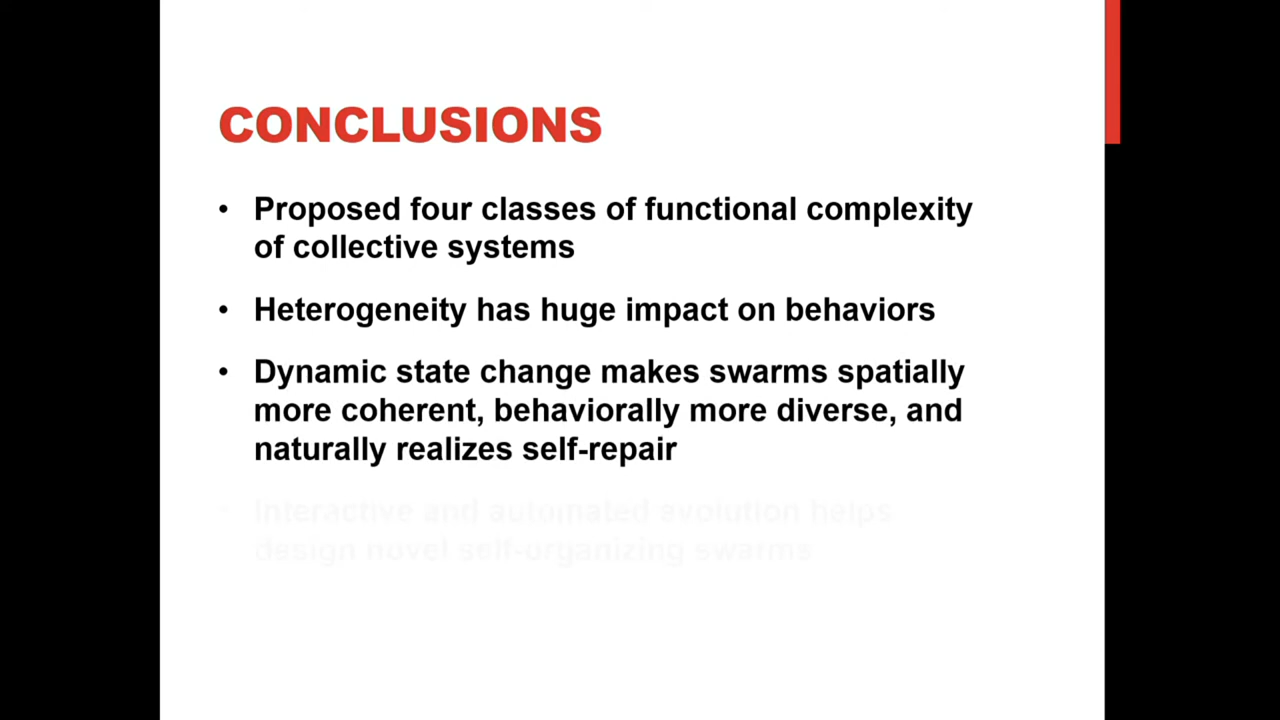 CONCLUSIONS
• Proposed four classes of functional complexity
of collective systems
• Heterogeneity has huge impact on behaviors
• Dynamic state change makes swarms spatially
more coherent, behaviorally more diverse, and
naturally realizes self-repair
• Interactive and automated evolution helps
design novel self-organizing swarms